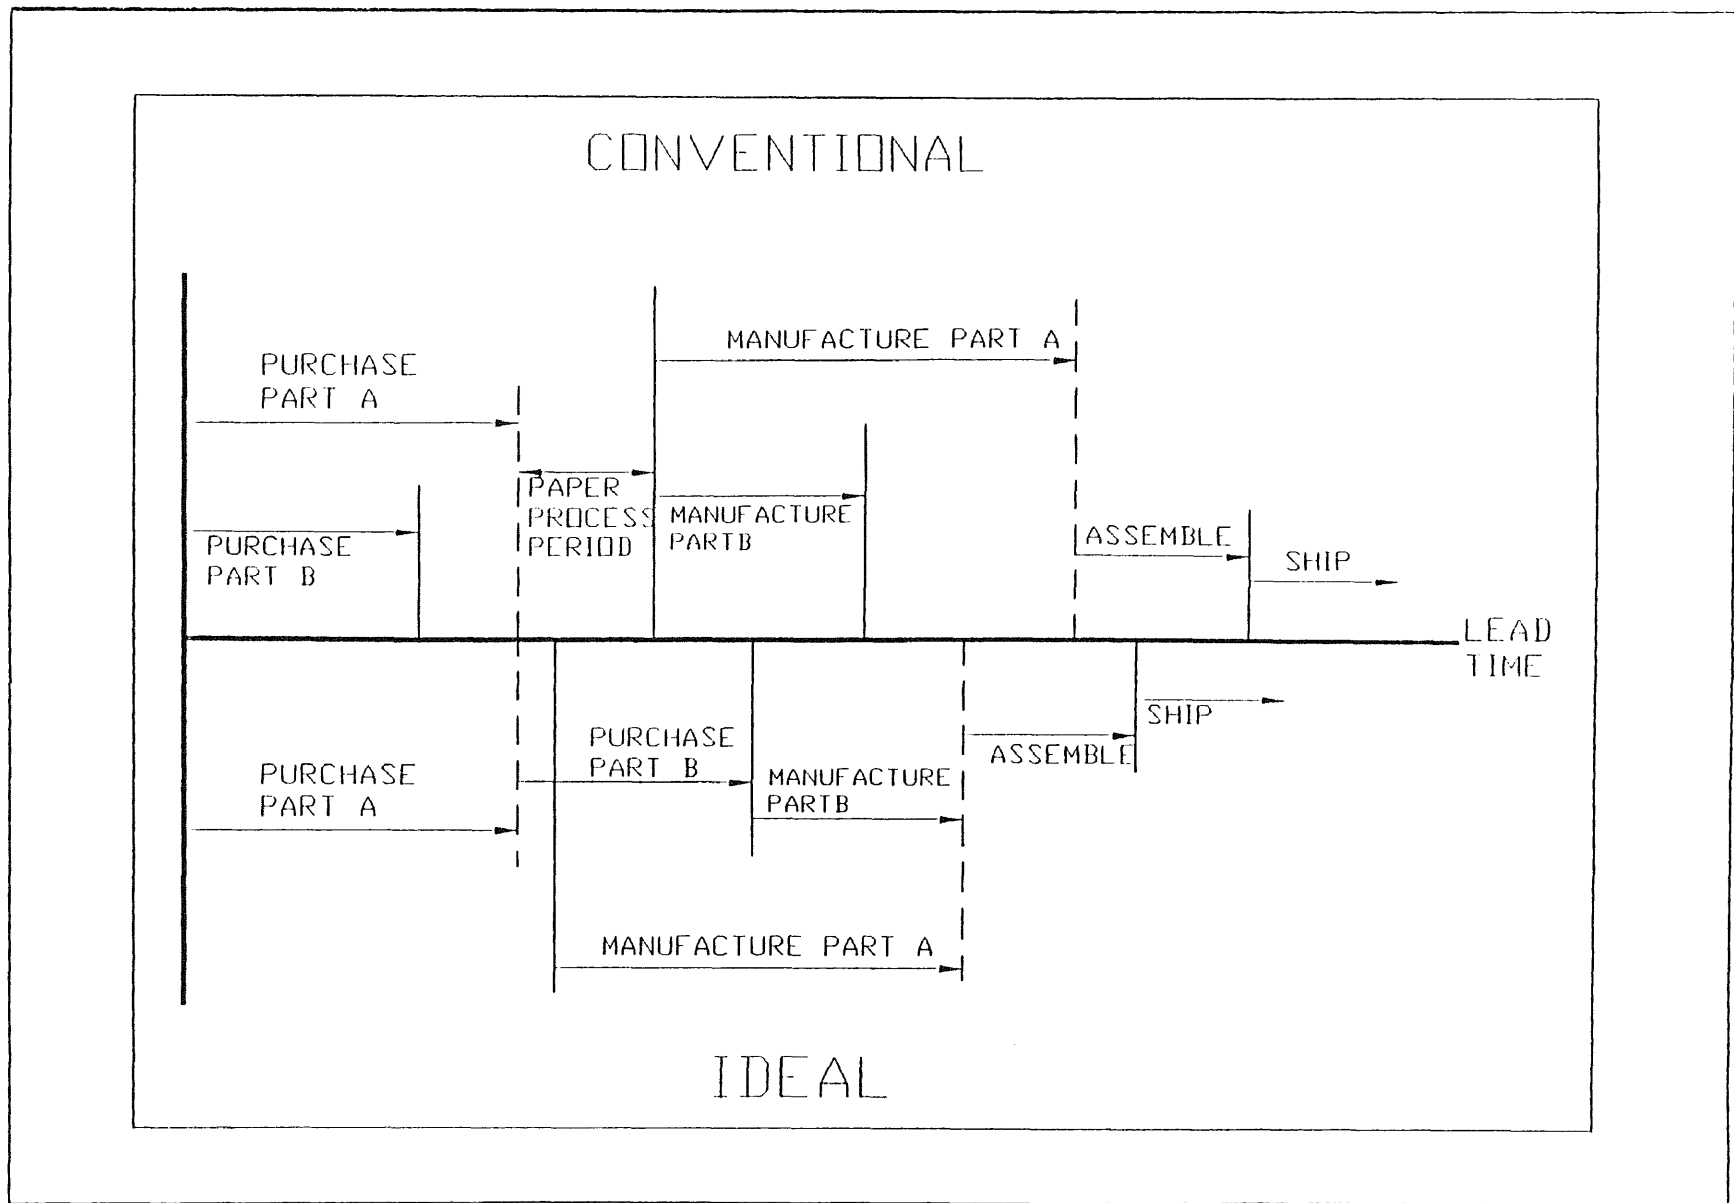 CONVENTIONAL
MANUFACTURE PART A
PURCHASE
PART A
PAPER
PROCESS
PERIOD
MANUFACTURE
PARTB
PURCHASE
PART B
ASSEMBLE
SHIP
LEAD
TIME
SHIP
ASSEMBLE
PURCHASE
PART B
PURCHASE
PART A
MANUFACTURE
PARTB
MANUFACTURE PART A
IDEAL